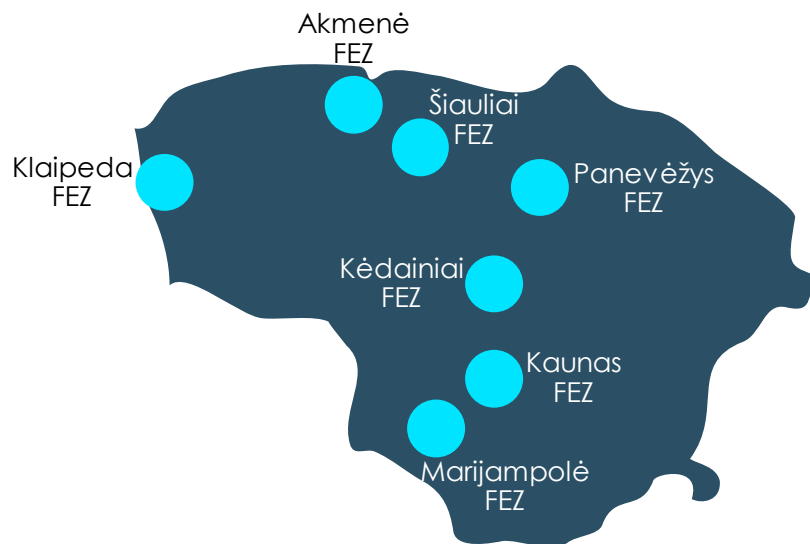 Akmenė
FEZ
Šiauliai
FEZ
Klaipeda
FEZ
Panevėžys
FEZ
Kėdainiai
FEZ
Kaunas
FEZ
Marijampolė
FEZ